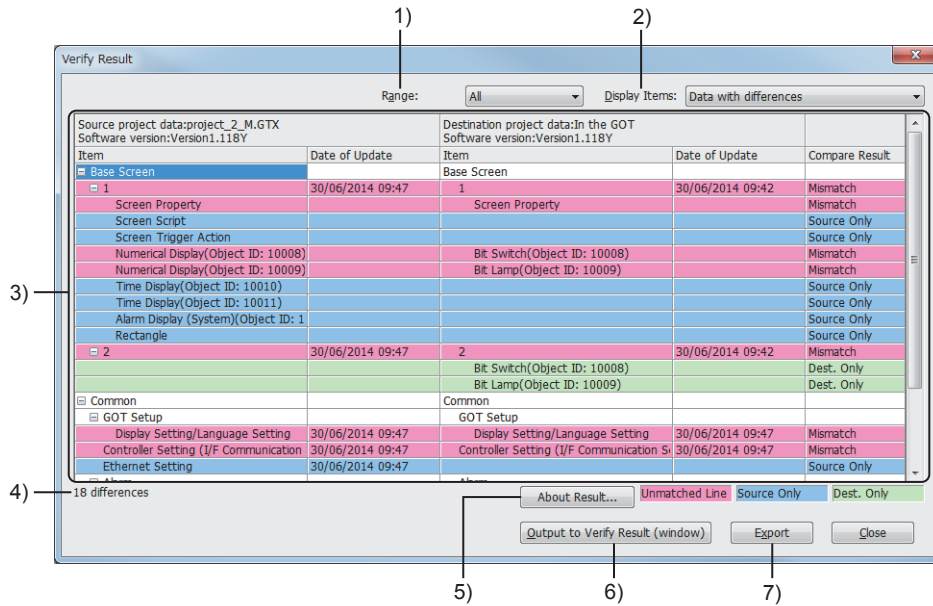 1)
2)
Verify Result
Range: All Display Items: Data with differences
Source project data:project_2_M.GTX Destination project data:In the GOT
Software version:Version1.118Y Software version:Version1.118Y
Item Date of Update Item Date of Update Compare Result
Base Screen Base Screen
1 30/06/2014 09:47 1 30/06/2014 09:42 Mismatch
Screen Property Screen Property Mismatch
Screen Script Source Only
Screen Trigger Action Source Only
Numerical Display(Object ID: 10008) Bit Switch(Object ID: 10008) Mismatch
Numerical Display(Object ID: 10009) Bit Lamp(Object ID: 10009) Mismatch
3)
Time Display(Object ID: 10010) Source Only
Time Display(Object ID: 10011) Source Only
Alarm Display (System)(Object ID: 1 Source Only
Rectangle Source Only
2 30/06/2014 09:47 2 30/06/2014 09:42 Mismatch
Bit Switch(Object ID: 10008) Dest. Only
Bit Lamp(Object ID: 10009) Dest. Only
Common Common
GOT Setup GOT Setup
Display Setting/Language Setting 30/06/2014 09:47 Display Setting/Language Setting 30/06/2014 09:47 Mismatch
Controller Setting (I/F Communication 30/06/2014 09:47 Controller Setting (I/F Communication S 30/06/2014 09:47 Mismatch
Ethernet Setting 30/06/2014 09:47 Source Only
4)
18 differences
About Result... Unmatched Line Source Only Dest. Only
Output to Verify Result (window) Export Close
5)
6)
7)